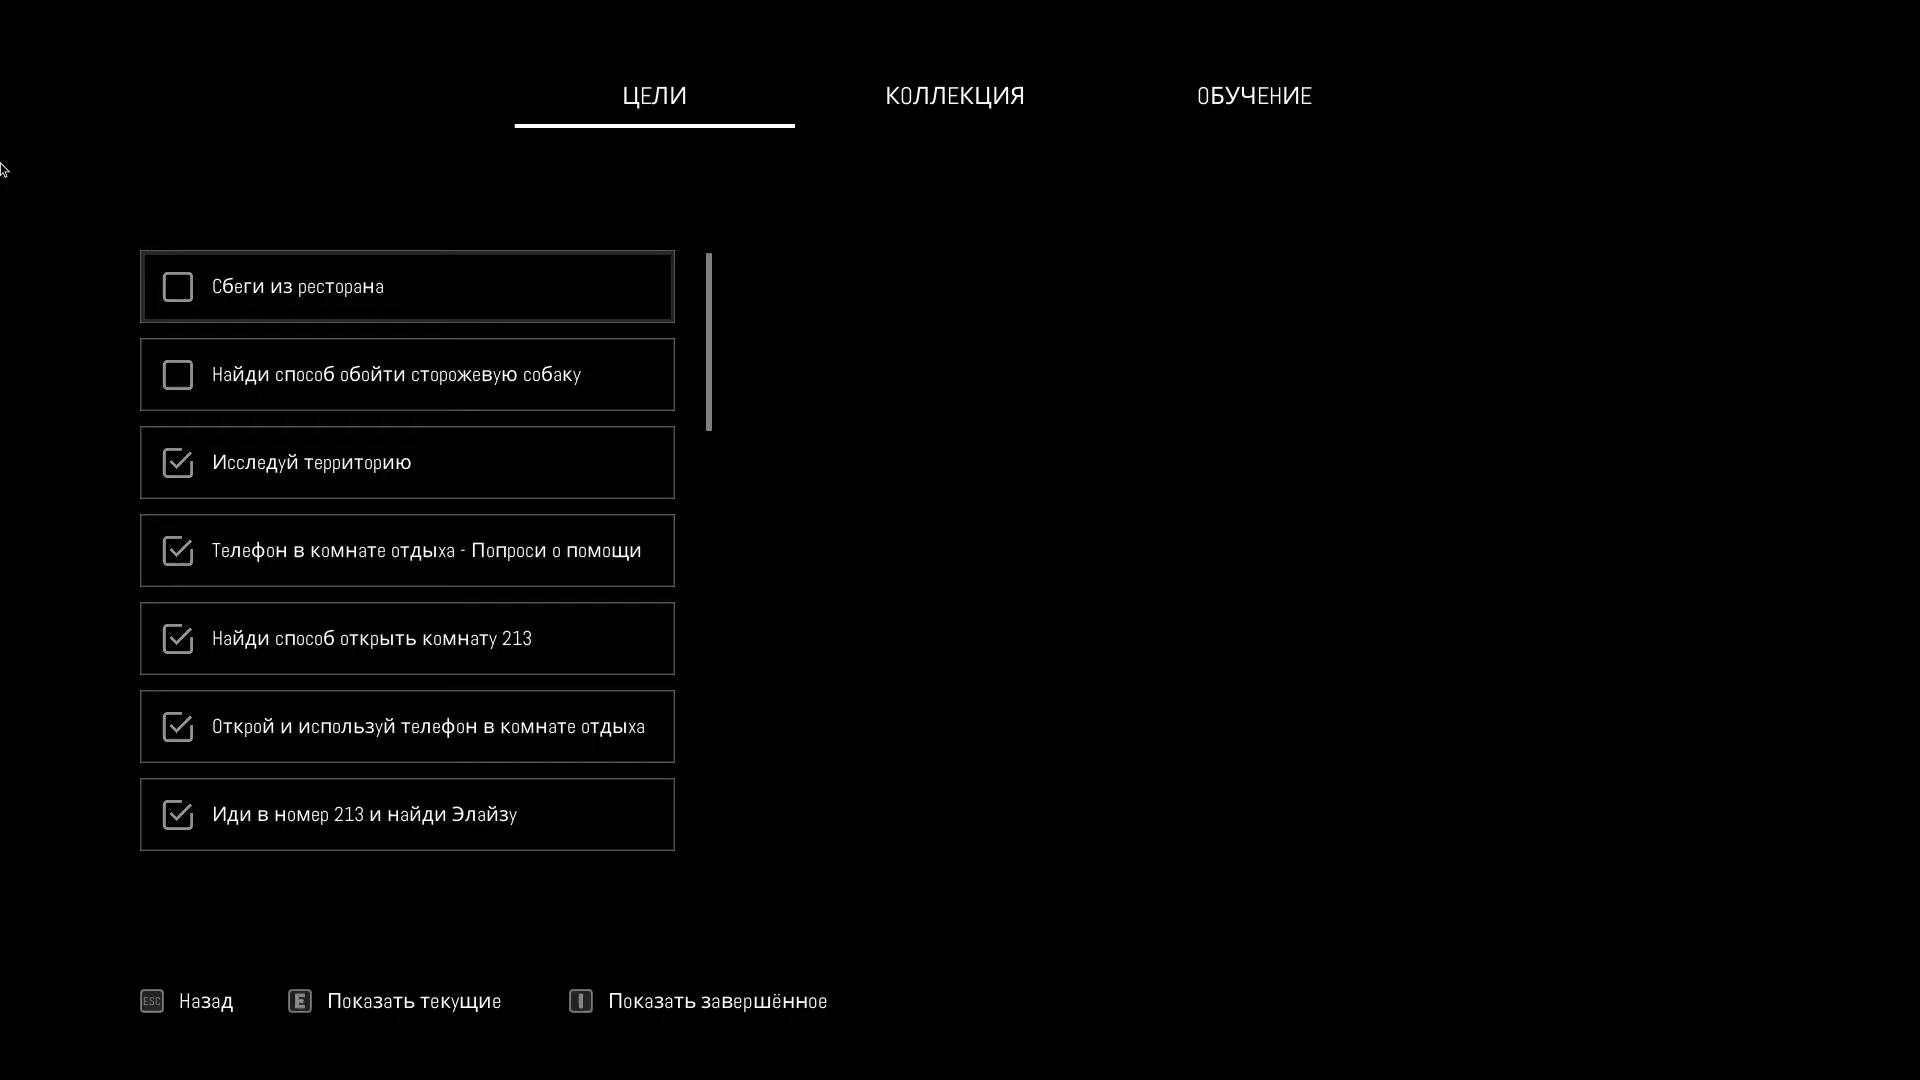 ЦЕЛИ
КОЛЛЕКЦИЯ
ОБУЧЕНИЕ
Сбеги из ресторана
Найди способ обойти сторожевую собаку
Исследуй территорию
Телефон в комнате отдыха - Попроси о помощи
Найди способ открыть комнату 213
Открой и используй телефон в комнате отдыха
Иди в номер 213 и найди Элайзу
ESC Назад
E Показать текущие
I Показать завершённое